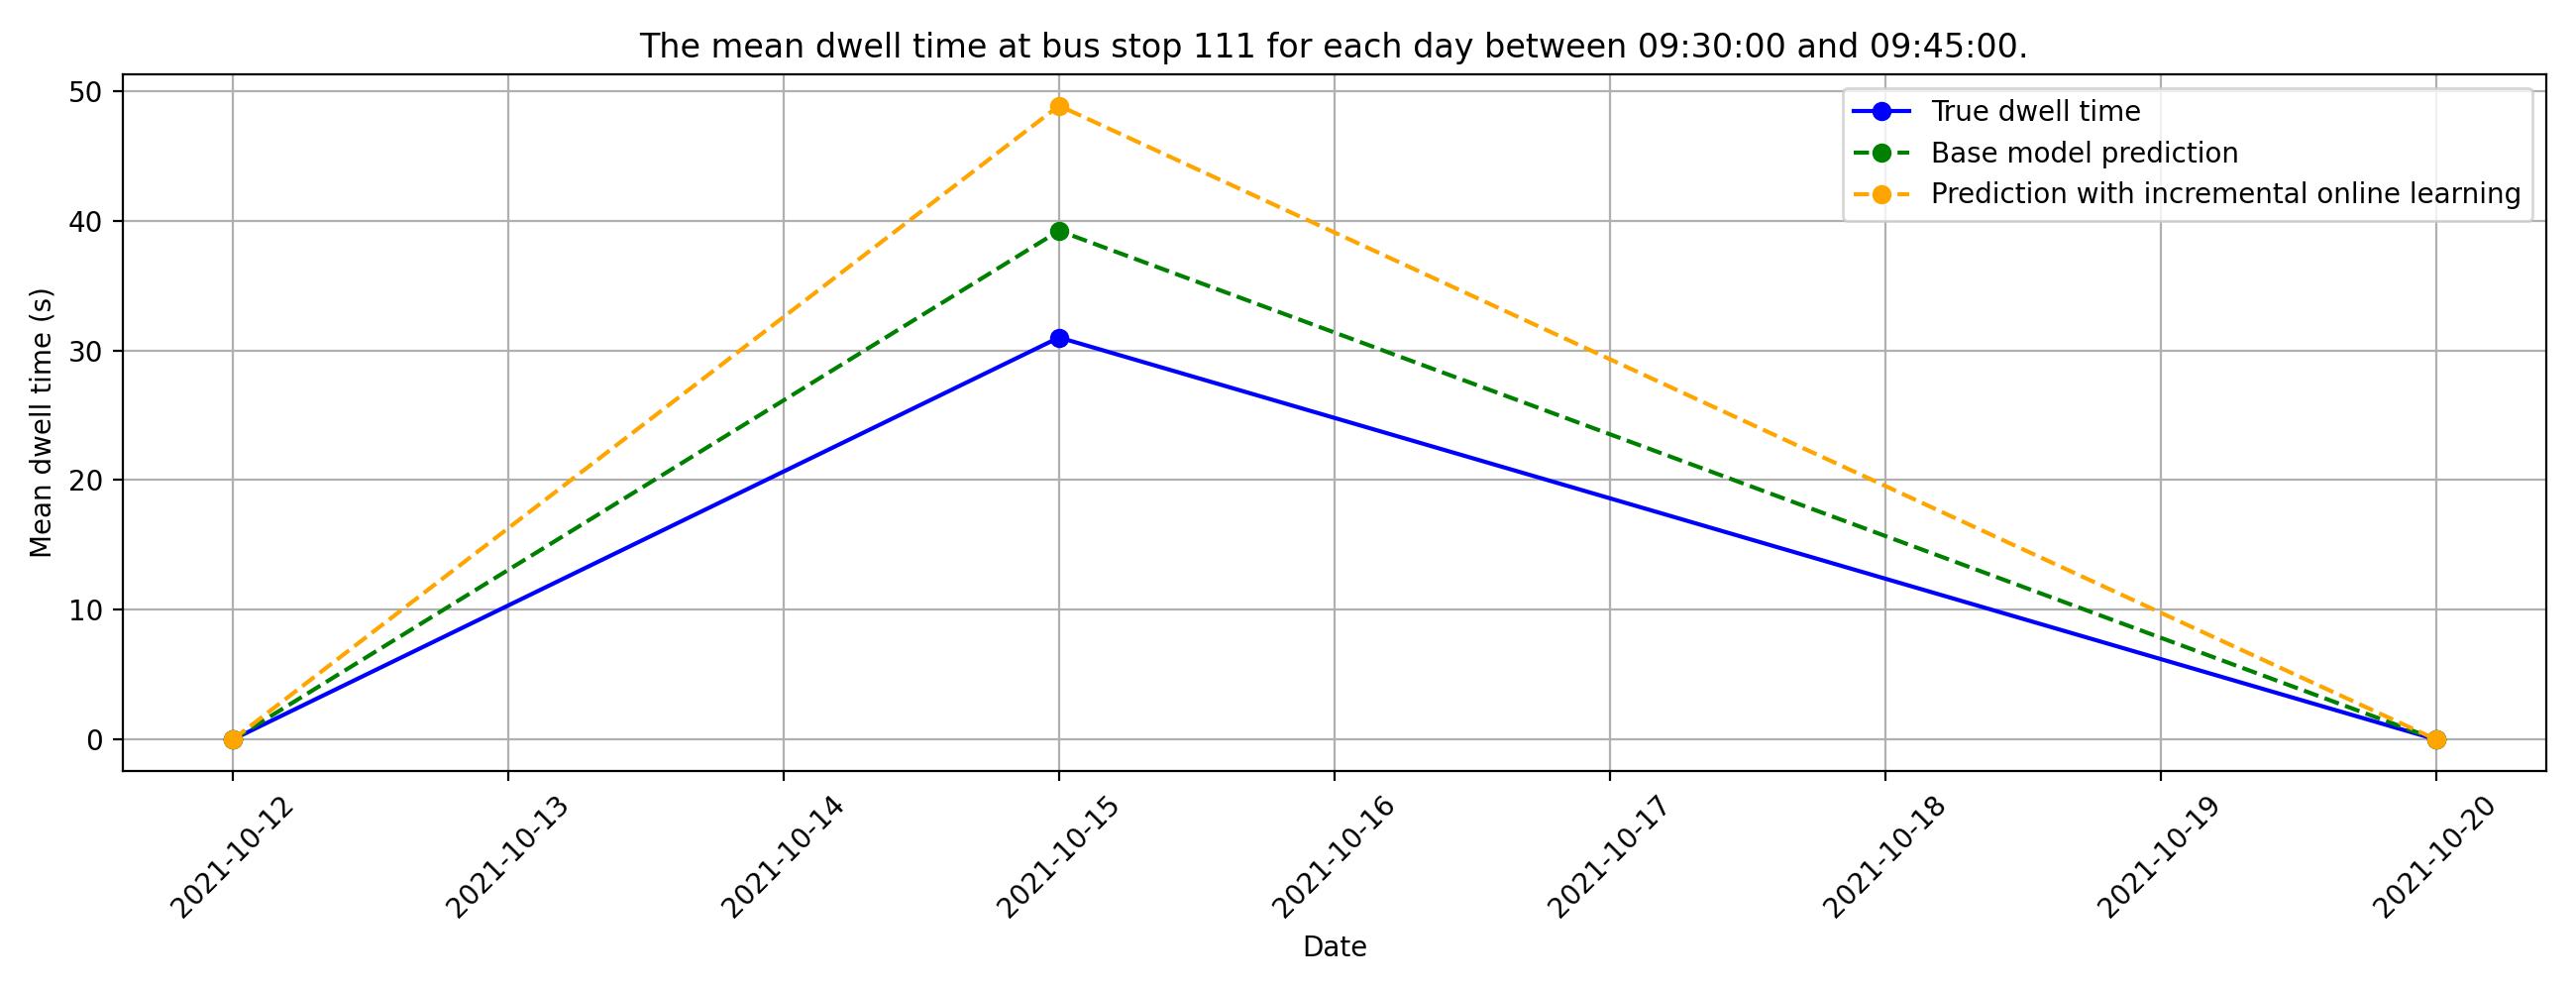 The mean dwell time at bus stop 111 for each day between 09:30:00 and 09:45:00.
True dwell time
Base model prediction
Prediction with incremental online learning
Mean dwell time (s)
50
40
30
20
10
0
2021-10-12
2021-10-13
2021-10-14
2021-10-15
2021-10-16
2021-10-17
2021-10-18
2021-10-19
2021-10-20
Date